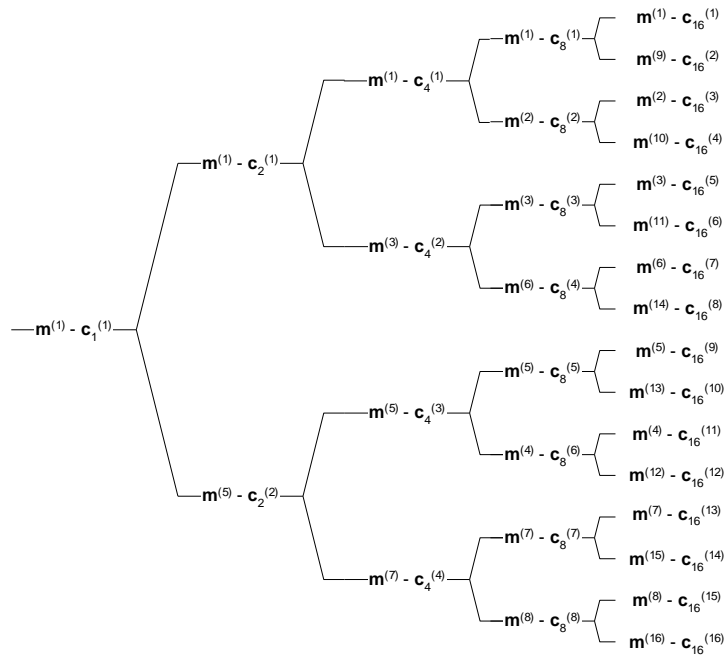 m(1) - c16(1)
m(1) - c8(1)
m(9) - c16(2)
m(1) - c4(1)
m(2) - c16(3)
m(2) - c8(2)
m(10) - c16(4)
m(1) - c2(1)
m(3) - c16(5)
m(3) - c8(3)
m(11) - c16(6)
m(3) - c4(2)
m(6) - c16(7)
m(6) - c8(4)
m(14) - c16(8)
m(1) - c1(1)
m(5) - c16(9)
m(5) - c8(5)
m(13) - c16(10)
m(5) - c4(3)
m(4) - c16(11)
m(4) - c8(6)
m(12) - c16(12)
m(5) - c2(2)
m(7) - c16(13)
m(7) - c8(7)
m(15) - c16(14)
m(7) - c4(4)
m(8) - c16(15)
m(8) - c8(8)
m(16) - c16(16)